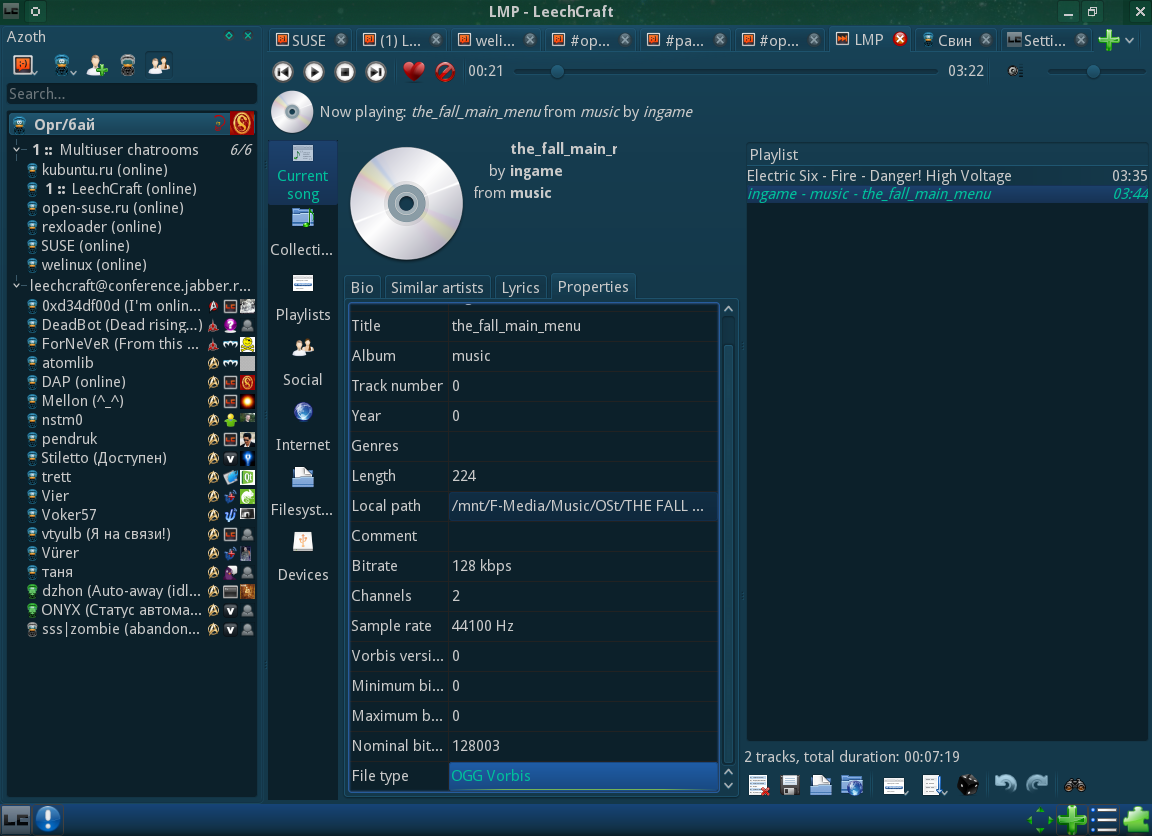 LMP - LeechCraft
Azoth
Search...
Орг/бай
1 :: Multiuser chatrooms 6/6
kubuntu.ru (online)
1 :: LeechCraft (online)
open-suse.ru (online)
rexloader (online)
SUSE (online)
welinux (online)
leechcraft@conference.jabber.r...
0xd34df00d (I'm onlin...
DeadBot (Dead rising...)
ForNeVeR (From this ...
atomlib
DAP (online)
Mellon (^_^)
nstm0
pendruk
Stiletto (Доступен)
trett
Vier
Voker57
vtyulb (Я на связи!)
Vürer
таня
dzhon (Auto-away (idl...
ONYX (Статус автома...
sss|zombie (abandon...
SUSE
(1) L...
weli...
#op...
#pa...
#op...
LMP
Свин
Setti...
00:21
03:22
Now playing: the_fall_main_menu from music by ingame
Current
song
Collecti...
Playlists
Social
Internet
Filesyst...
Devices
the_fall_main_r
by ingame
from music
Bio
Similar artists
Lyrics
Properties
Title the_fall_main_menu
Album music
Track number 0
Year 0
Genres
Length 224
Local path /mnt/F-Media/Music/OSt/THE FALL ...
Comment
Bitrate 128 kbps
Channels 2
Sample rate 44100 Hz
Vorbis versi... 0
Minimum bi... 0
Maximum b... 0
Nominal bit... 128003
File type OGG Vorbis
Playlist
Electric Six - Fire - Danger! High Voltage 03:35
ingame - music - the_fall_main_menu 03:44
2 tracks, total duration: 00:07:19